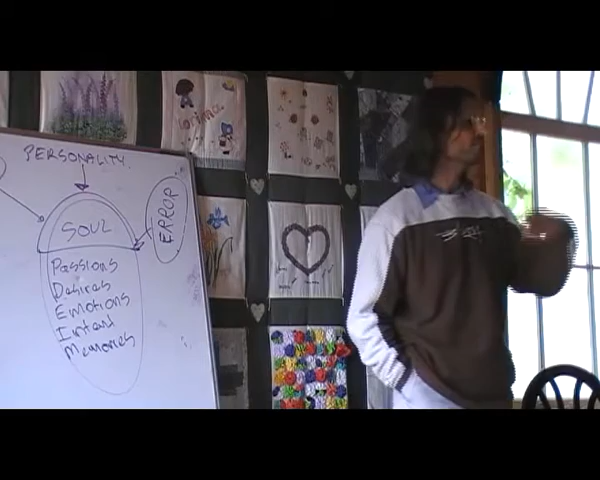 PERSONALITY
SOUL
ERROR
Passions
Desires
Emotions
Intent
Memories